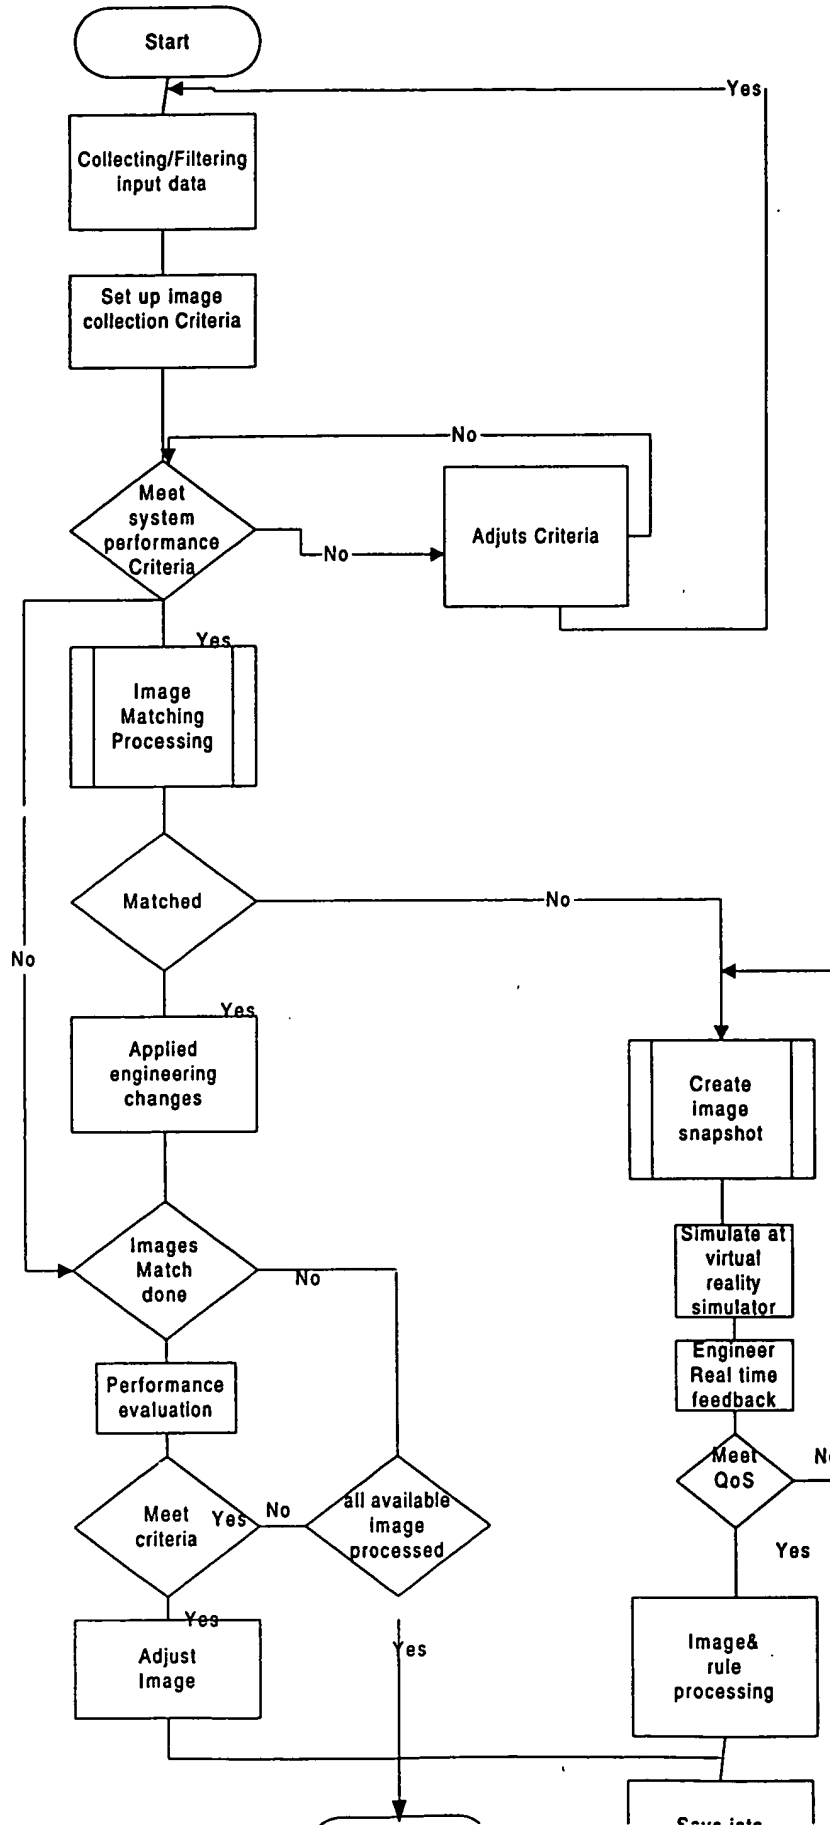 Start
Yes
Collecting/Filtering
input data
Set up image
collection Criteria
No
Meet
system
performance
Criteria
No
Adjuts Criteria
Yes
Image
Matching
Processing
Matched
No
No
Yes
Applied
engineering
changes
Create
image
snapshot
Images
Match
done
No
Simulate at
virtual
reality
simulator
Engineer
Real time
feedback
Performance
evaluation
Meet
QoS
No
Meet
criteria
Yes
No
all available
image
processed
Yes
Yes
Adjust
Image
Yes
Image&
rule
processing
Save into